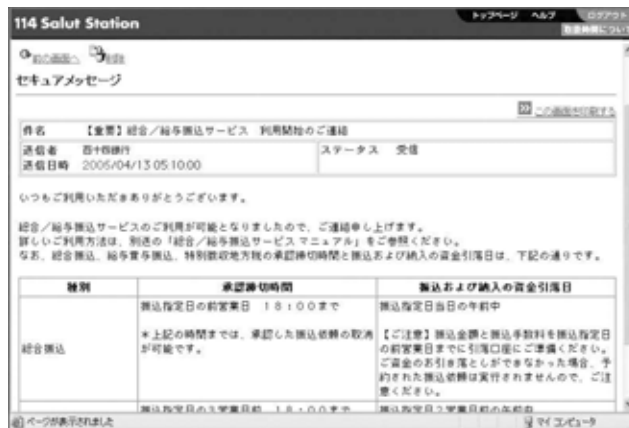 114 Salut Station
トップページ ヘルプ ログアウト
取扱時間につい
前の画面へ 削除
セキュアメッセージ
この画面を印刷する
件名 【重要】総合／給与振込サービス 利用開始のご連絡
送信者 百十四銀行 ステータス 受信
送信日時 2005/04/13 05:10:00
いつもご利用いただきありがとうございます。
総合／給与振込サービスのご利用が可能となりましたので、ご連絡申し上げます。
詳しいご利用方法は、別送の「総合／給与振込サービスマニュアル」をご参照ください。
なお、総合振込、給与賞与振込、特別徴収地方税の承認締切時間と振込および納入の資金引落日は、下記の通りです。
種別 承認締切時間 振込および納入の資金引落日
総合振込
振込指定日の前営業日 18：00まで
＊上記の時間までは、承認した振込依頼の取消
が可能です。
振込指定日当日の午前中
【ご注意】振込金額と振込手数料を振込指定日
の前営業日までに引落口座にご準備ください。
ご資金のお引き落としができなかった場合、予
約された振込依頼は実行されませんので、ご注
意ください。
振込指定日の3営業日前 18：00まで 振込指定日2営業日前の午前中
ページが表示されました マイ コンピュータ